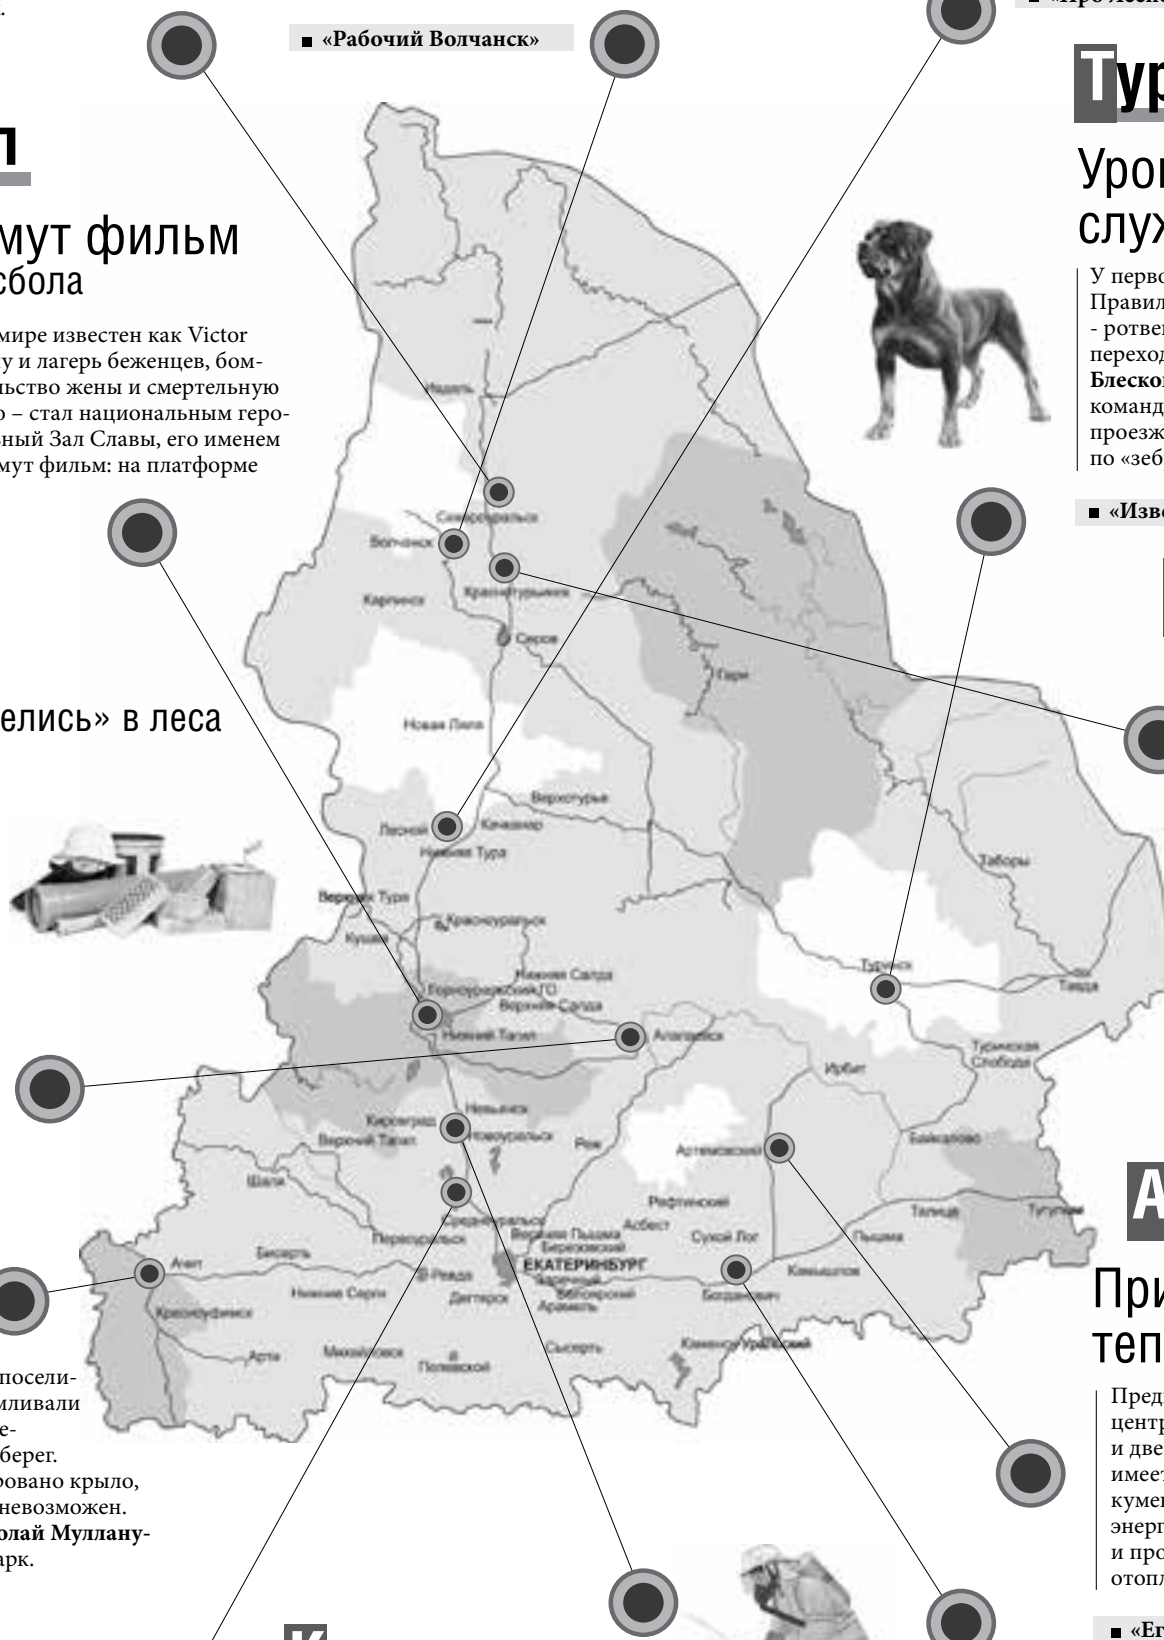 «Рабочий Волчанск»
Тур
п
мут фильм
сбола
мире известен как Victor
у и лагерь беженцев, бом-
льство жены и смертельную
о – стал национальным геро-
ьный Зал Славы, его именем
мут фильм: на платформе
Урон
служ
У перво
Правил
- ротвей
переход
Блеско
команд
проезж
по «зеб
«Изве
елись» в леса
Ивдель
Североуральск
Волчанск
Краснотурьинск
Карпинск
Серов
Гари
Новая Ляля
Верхотурье
Лесной
Качканар
Нижняя Тура
Таборы
Верхняя Тура
Красноуральск
Кушва
Туринск
Нижняя Салда
Тавда
Горноуральский ГО
Верхняя Салда
Нижний Тагил
Алапаевск
Туринская
Слобода
Ирбит
Невьянск
Кировград
Новоуральск
Верхний Тагил
Реж
Байкалово
Артемовский
Шаля
Рефтинский
Талица
Тугулым
Среднеуральск
Асбест
Верхняя Пышма
Сухой Лог
Пышма
Первоуральск
Березовский
Бисерть
Ачит
ЕКАТЕРИНБУРГ
Камышлов
Ревда
Заречный
Нижние Серги
Дегтярск
Белоярский
Богданович
Арамиль
Красноуфимск
Каменск-Уральский
Сысерть
Арти
Михайловск
Полевской
посели-
мливали
е-
берег.
ровано крыло,
невозможен.
олай Муллану-
арк.
А
При
теп
Пред
центр
и две
имеет
кумен
энерг
и про
отопл
«Ег
К